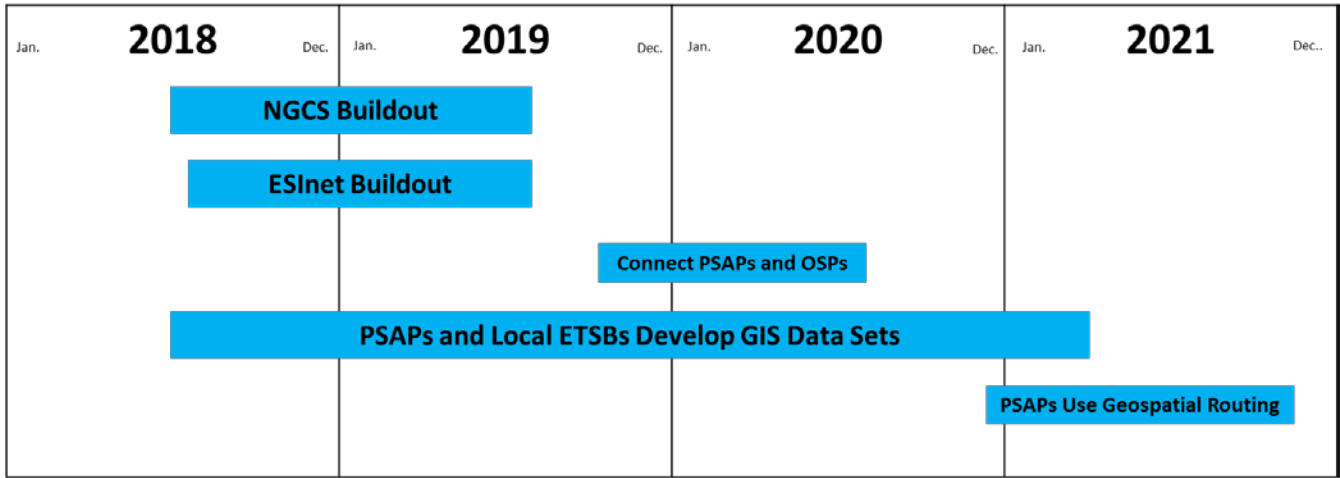 Jan. 2018 Dec. Jan. 2019 Dec. Jan. 2020 Dec. Jan. 2021 Dec..
NGCS Buildout
ESInet Buildout
Connect PSAPs and OSPs
PSAPs and Local ETSBs Develop GIS Data Sets
PSAPs Use Geospatial Routing